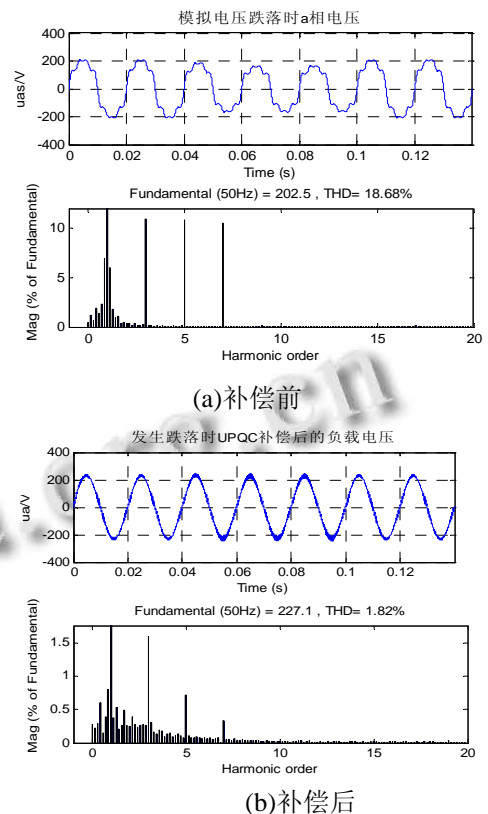 模拟电压跌落时a相电压
400
200
0
-200
-400
uas/V
0 0.02 0.04 0.06 0.08 0.1 0.12
Time (s)
Fundamental (50Hz) = 202.5 , THD= 18.68%
Mag (% of Fundamental)
10
5
0
0 5 10 15 20
Harmonic order
(a)补偿前
发生跌落时UPQC补偿后的负载电压
400
200
0
-200
-400
ua/V
0 0.02 0.04 0.06 0.08 0.1 0.12
Time (s)
Fundamental (50Hz) = 227.1 , THD= 1.82%
Mag (% of Fundamental)
1.5
1
0.5
0
0 5 10 15 20
Harmonic order
(b)补偿后